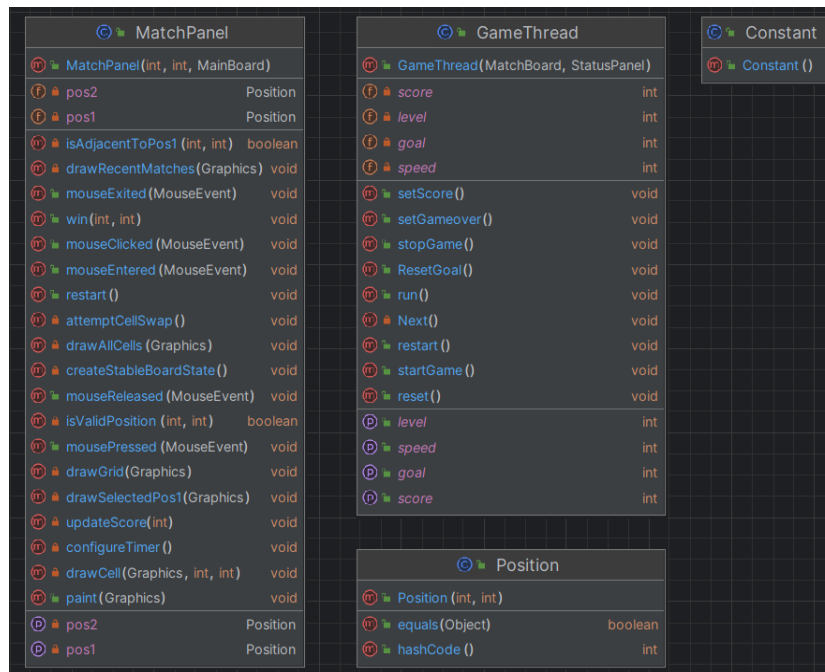 MatchPanel
MatchPanel(int, int, MainBoard)
pos2 Position
pos1 Position
isAdjacentToPos1(int, int) boolean
drawRecentMatches(Graphics) void
mouseExited(MouseEvent) void
win(int, int) void
mouseClicked(MouseEvent) void
mouseEntered(MouseEvent) void
restart() void
attemptCellSwap() void
drawAllCells(Graphics) void
createStableBoardState() void
mouseReleased(MouseEvent) void
isValidPosition(int, int) boolean
mousePressed(MouseEvent) void
drawGrid(Graphics) void
drawSelectedPos1(Graphics) void
updateScore(int) void
configureTimer() void
drawCell(Graphics, int, int) void
paint(Graphics) void
pos2 Position
pos1 Position
GameThread
GameThread(MatchBoard, StatusPanel)
score int
level int
goal int
speed int
setScore() void
setGameover() void
stopGame() void
ResetGoal() void
run() void
Next() void
restart() void
startGame() void
reset() void
level int
speed int
goal int
score int
Position
Position(int, int)
equals(Object) boolean
hashCode() int
Constant
Constant()